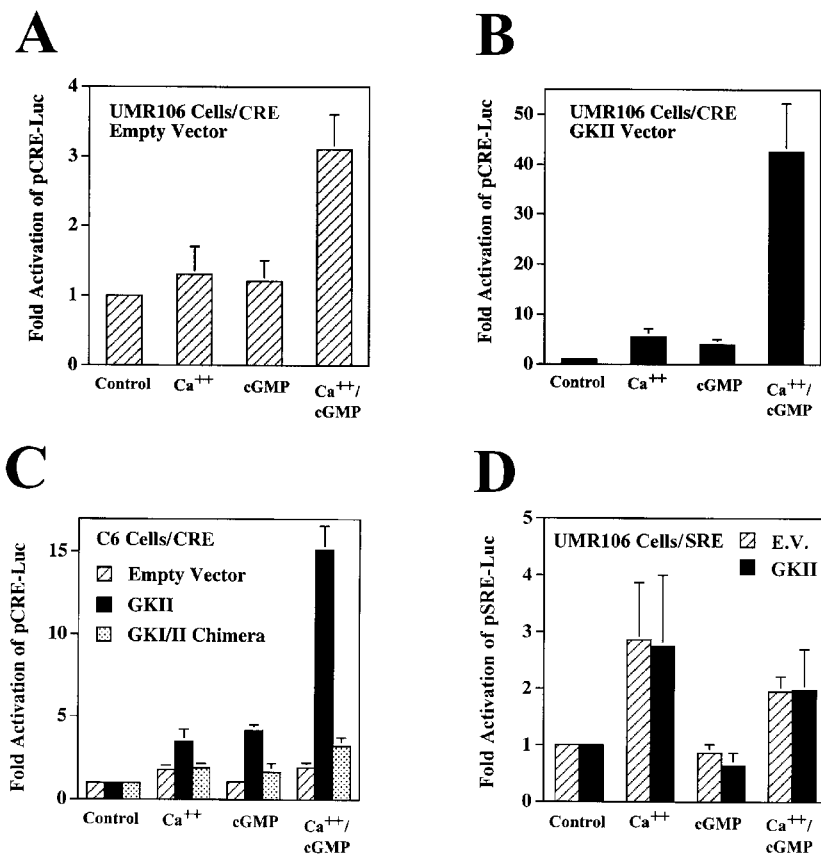 A
Fold Activation of pCRE-Luc
4
3
2
1
0
UMR106 Cells/CRE
Empty Vector
Control
Ca++
cGMP
Ca++/
cGMP
B
Fold Activation of pCRE-Luc
50
40
30
20
10
0
UMR106 Cells/CRE
GKII Vector
Control
Ca++
cGMP
Ca++/
cGMP
C
Fold Activation of pCRE-Luc
15
10
5
0
C6 Cells/CRE
Empty Vector
GKII
GKI/II Chimera
Control
Ca++
cGMP
Ca++/
cGMP
D
Fold Activation of pSRE-Luc
5
4
3
2
1
0
UMR106 Cells/SRE
E.V.
GKII
Control
Ca++
cGMP
Ca++/
cGMP